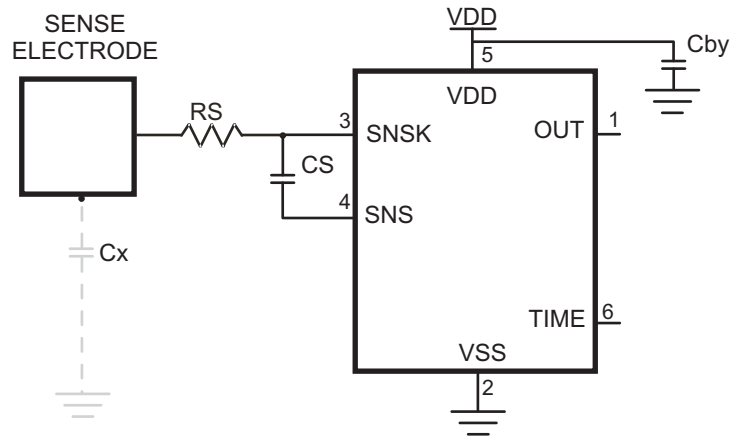 SENSE
ELECTRODE
VDD
5
Cby
VDD
RS
3
SNSK
OUT
1
CS
4
SNS
Cx
TIME
6
VSS
2